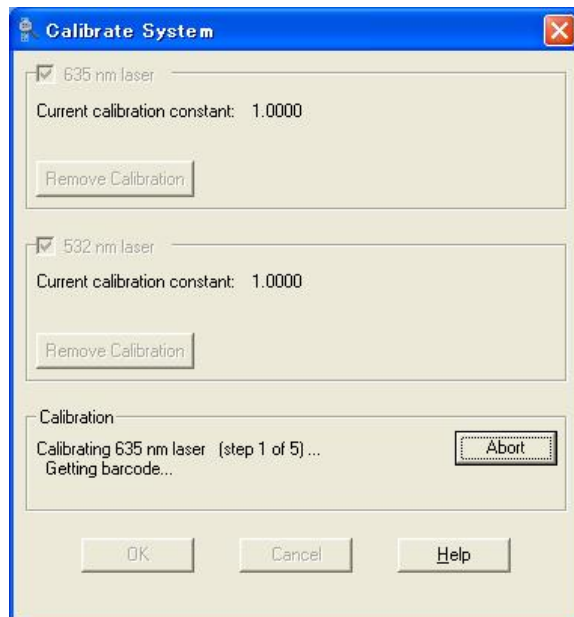 Calibrate System
635 nm laser
Current calibration constant: 1.0000
Remove Calibration
532 nm laser
Current calibration constant: 1.0000
Remove Calibration
Calibration
Calibrating 635 nm laser (step 1 of 5) ...
Getting barcode...
Abort
OK
Cancel
Help